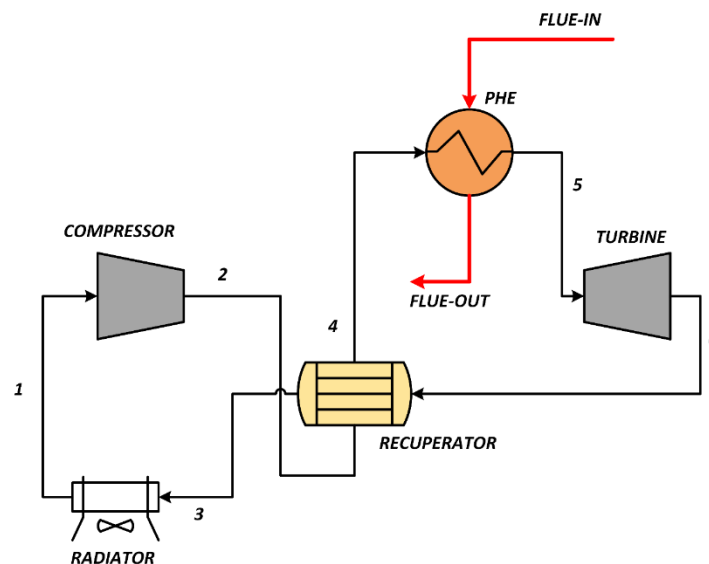 FLUE-IN
PHE
5
COMPRESSOR
TURBINE
2
FLUE-OUT
4
1
RECUPERATOR
3
RADIATOR